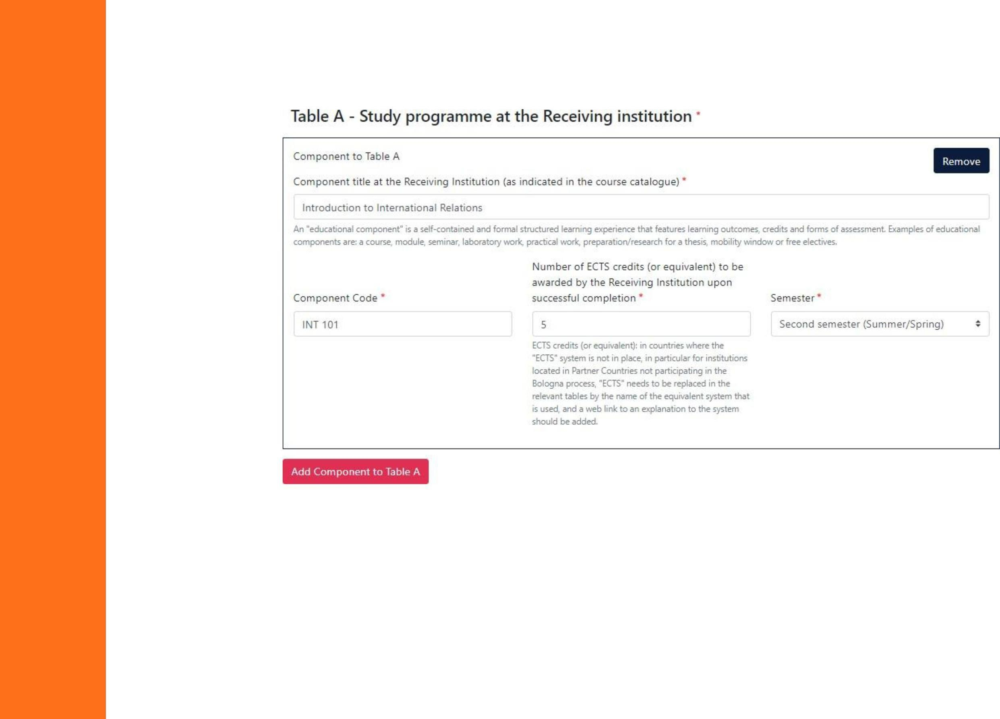 Table A - Study programme at the Receiving institution *
Component to Table A
Remove
Component title at the Receiving Institution (as indicated in the course catalogue) *
Introduction to International Relations
An "educational component" is a self-contained and formal structured learning experience that features learning outcomes, credits and forms of assessment. Examples of educational
components are: a course, module, seminar, laboratory work, practical work, preparation/research for a thesis, mobility window or free electives.
Component Code *
INT 101
Number of ECTS credits (or equivalent) to be
awarded by the Receiving Institution upon
successful completion *
5
ECTS credits (or equivalent): in countries where the
"ECTS" system is not in place, in particular for institutions
located in Partner Countries not participating in the
Bologna process, "ECTS" needs to be replaced in the
relevant tables by the name of the equivalent system that
is used, and a web link to an explanation to the system
should be added.
Semester *
Second semester (Summer/Spring)
Add Component to Table A